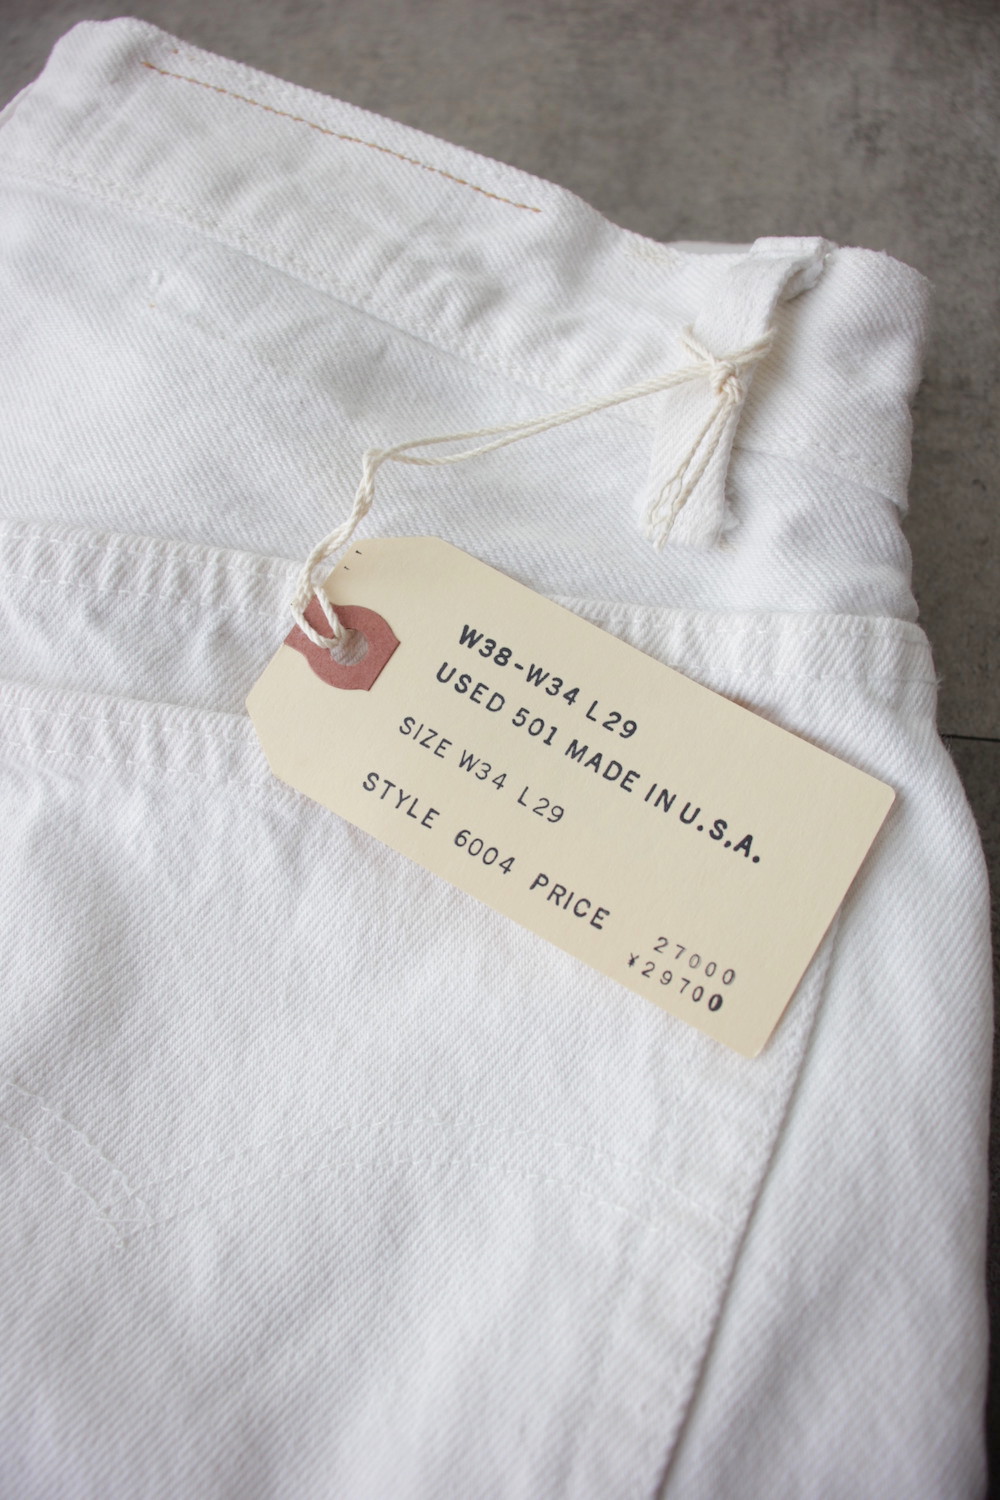 W38-W34 L29
USED 501 MADE IN U.S.A.
SIZE W34 L29
STYLE 6004 PRICE
27000
¥29700